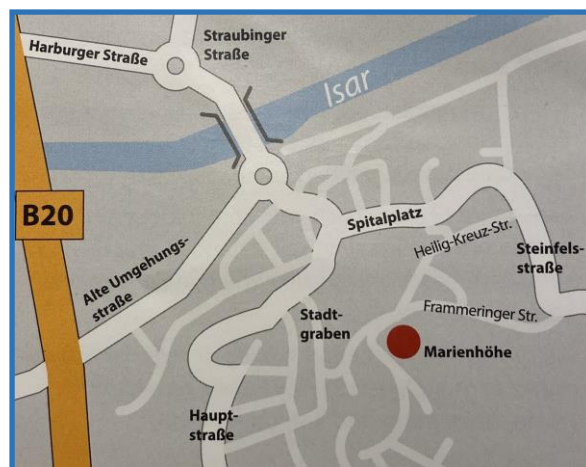 Straubinger
Straße
Harburger Straße
Isar
B20
Spitalplatz
Heilig-Kreuz-Str.
Steinfels-
straße
Alte Umgehungs-
straße
Stadt-
graben
Frammeringer Str.
Marienhöhe
Haupt-
straße